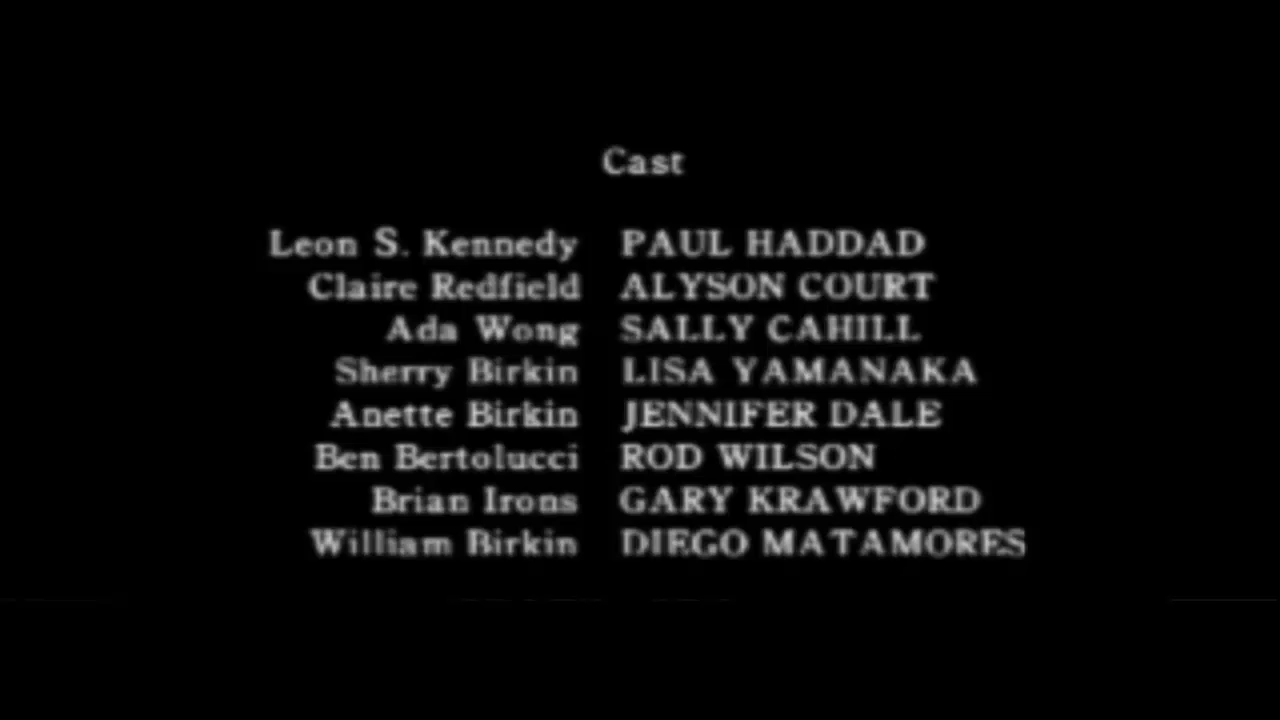 Cast
Leon S. Kennedy PAUL HADDAD
Claire Redfield ALYSON COURT
Ada Wong SALLY CAHILL
Sherry Birkin LISA YAMANAKA
Anette Birkin JENNIFER DALE
Ben Bertolucci ROD WILSON
Brian Irons GARY KRAWFORD
William Birkin DIEGO MATAMORES